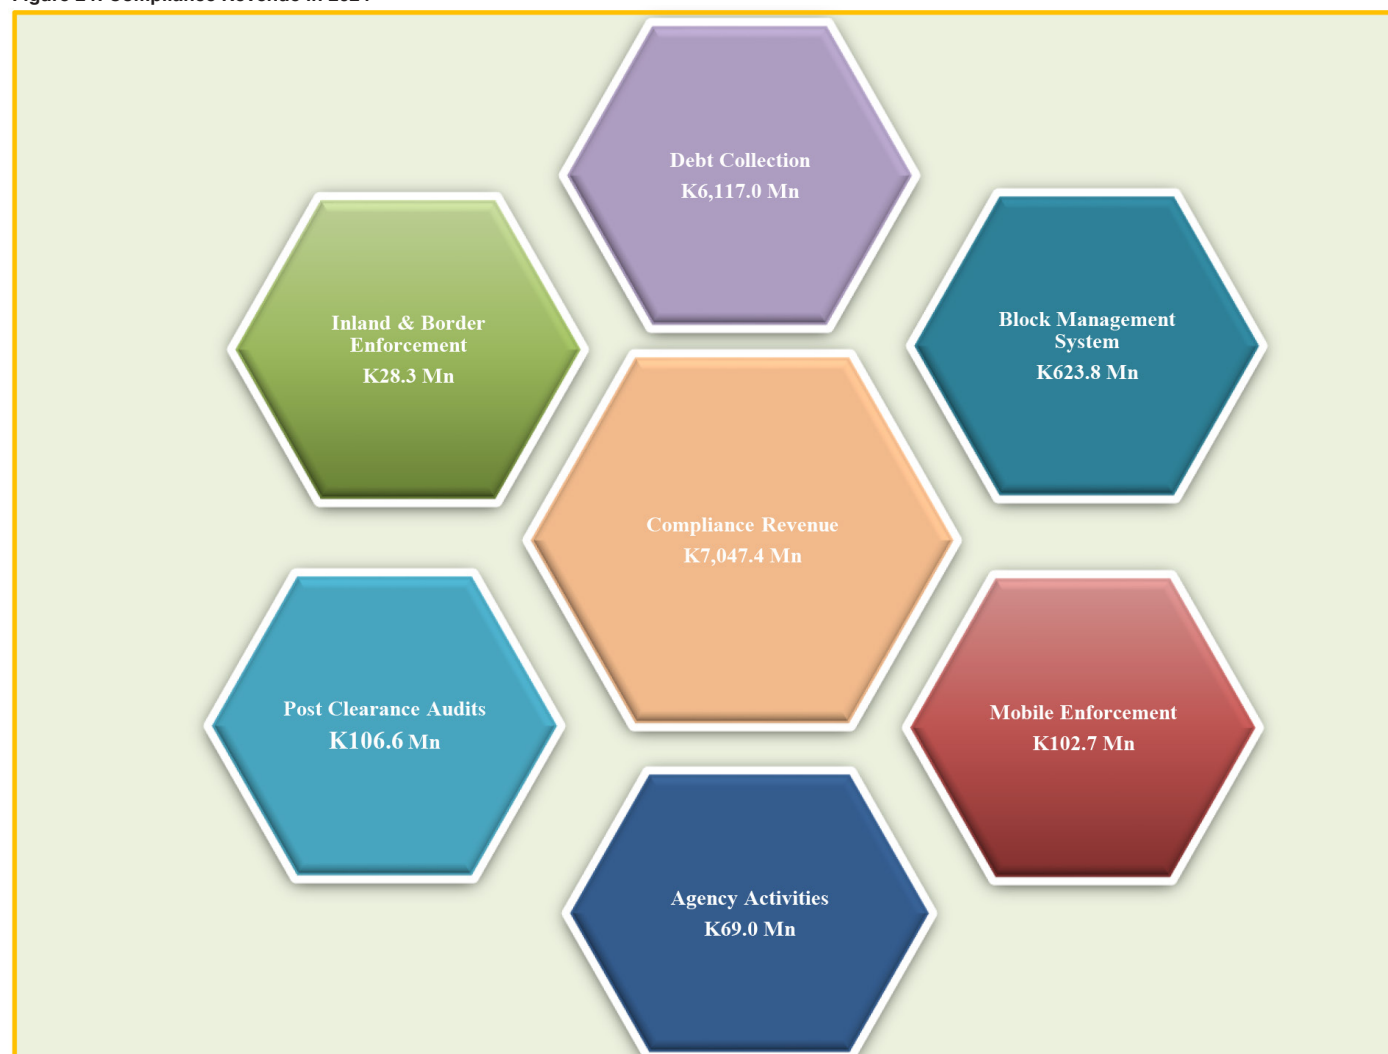 Debt Collection
K6,117.0 Mn
Inland & Border
Enforcement
K28.3 Mn
Block Management
System
K623.8 Mn
Compliance Revenue
K7,047.4 Mn
Post Clearance Audits
K106.6 Mn
Mobile Enforcement
K102.7 Mn
Agency Activities
K69.0 Mn